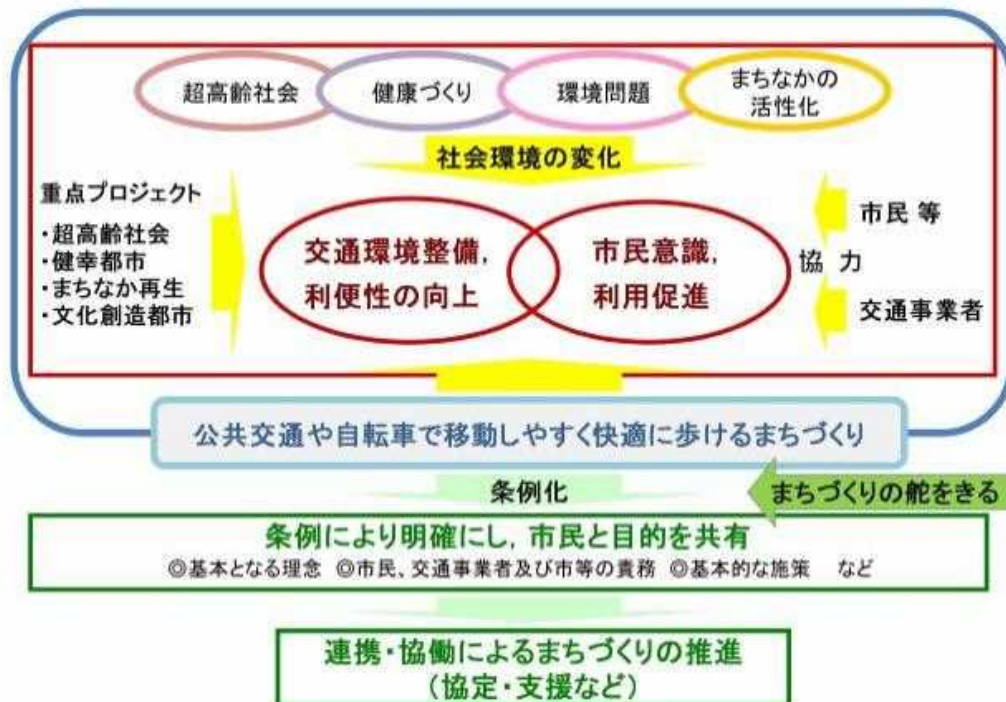 超高齢社会
健康づくり
環境問題
まちなかの
活性化
社会環境の変化
重点プロジェクト
・超高齢社会
・健幸都市
・まちなか再生
・文化創造都市
交通環境整備,
利便性の向上
市民意識,
利用促進
市民 等
協 力
交通事業者
公共交通や自転車で移動しやすく快適に歩けるまちづくり
条例化
まちづくりの舵をきる
条例により明確にし, 市民と目的を共有
◎基本となる理念 ◎市民、交通事業者及び市等の責務 ◎基本的な施策 など
連携・協働によるまちづくりの推進
(協定・支援など)